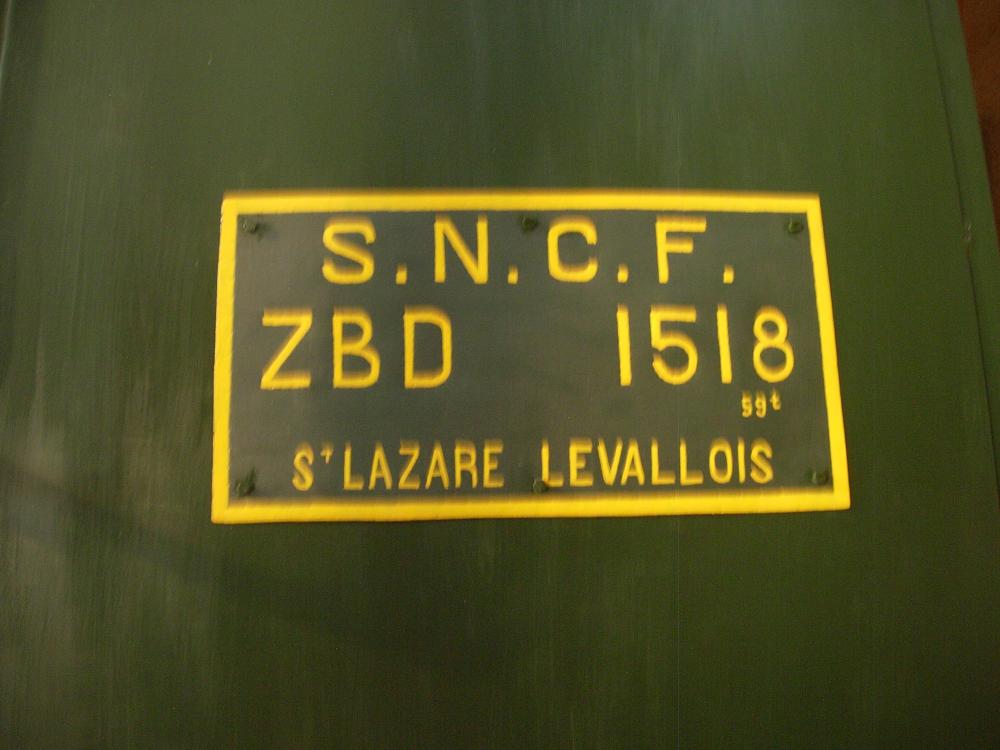 S.N.C.F.
ZBD 1518
59t
St LAZARE LEVALLOIS